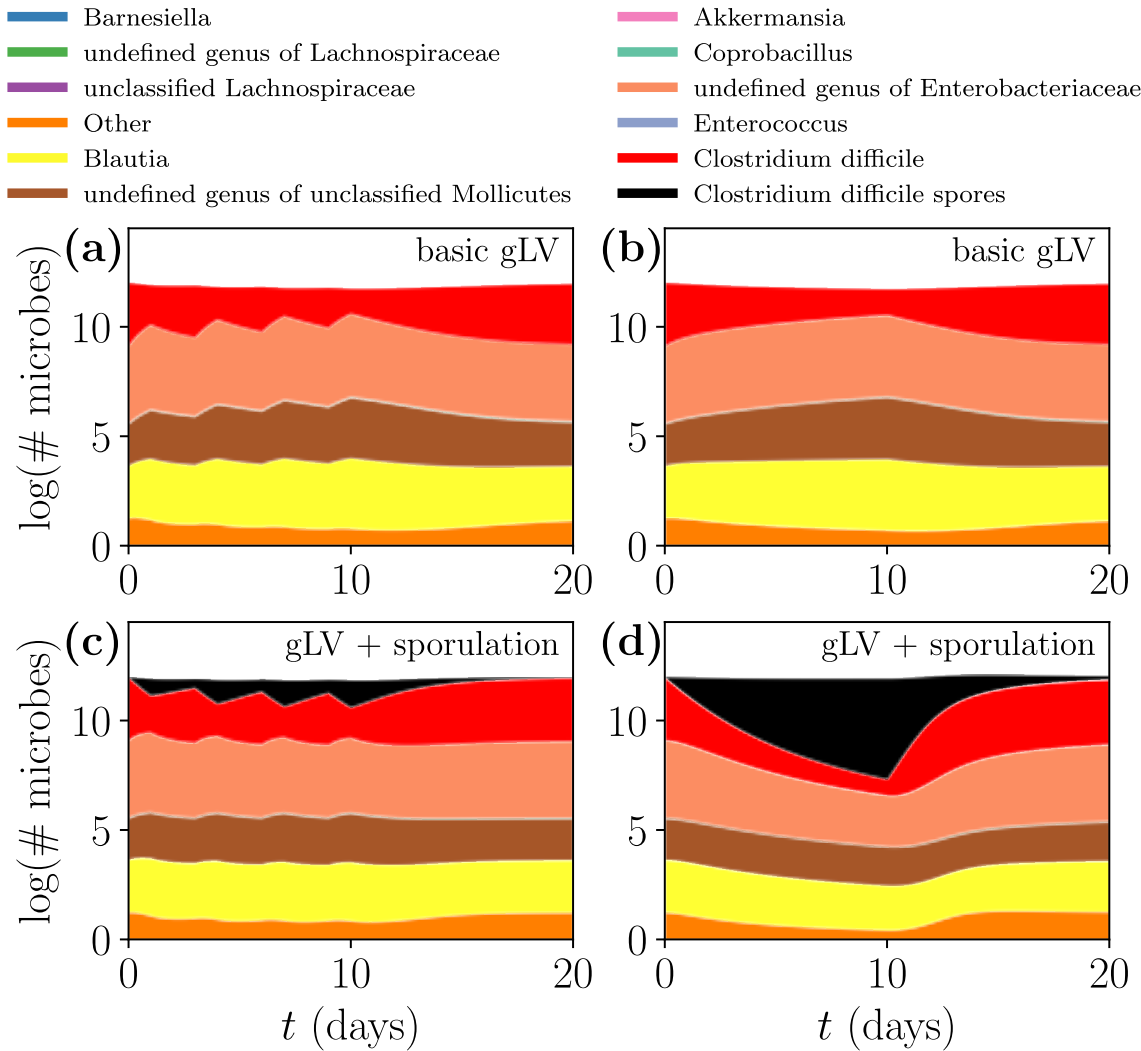 Barnesiella
undefined genus of Lachnospiraceae
unclassified Lachnospiraceae
Other
Blautia
undefined genus of unclassified Mollicutes
Akkermansia
Coprobacillus
undefined genus of Enterobacteriaceae
Enterococcus
Clostridium difficile
Clostridium difficile spores
(a)
basic gLV
log(# microbes)
10
5
0
0
10
20
(b)
basic gLV
10
5
0
0
10
20
(c)
gLV + sporulation
log(# microbes)
10
5
0
0
10
20
t (days)
(d)
gLV + sporulation
10
5
0
0
10
20
t (days)